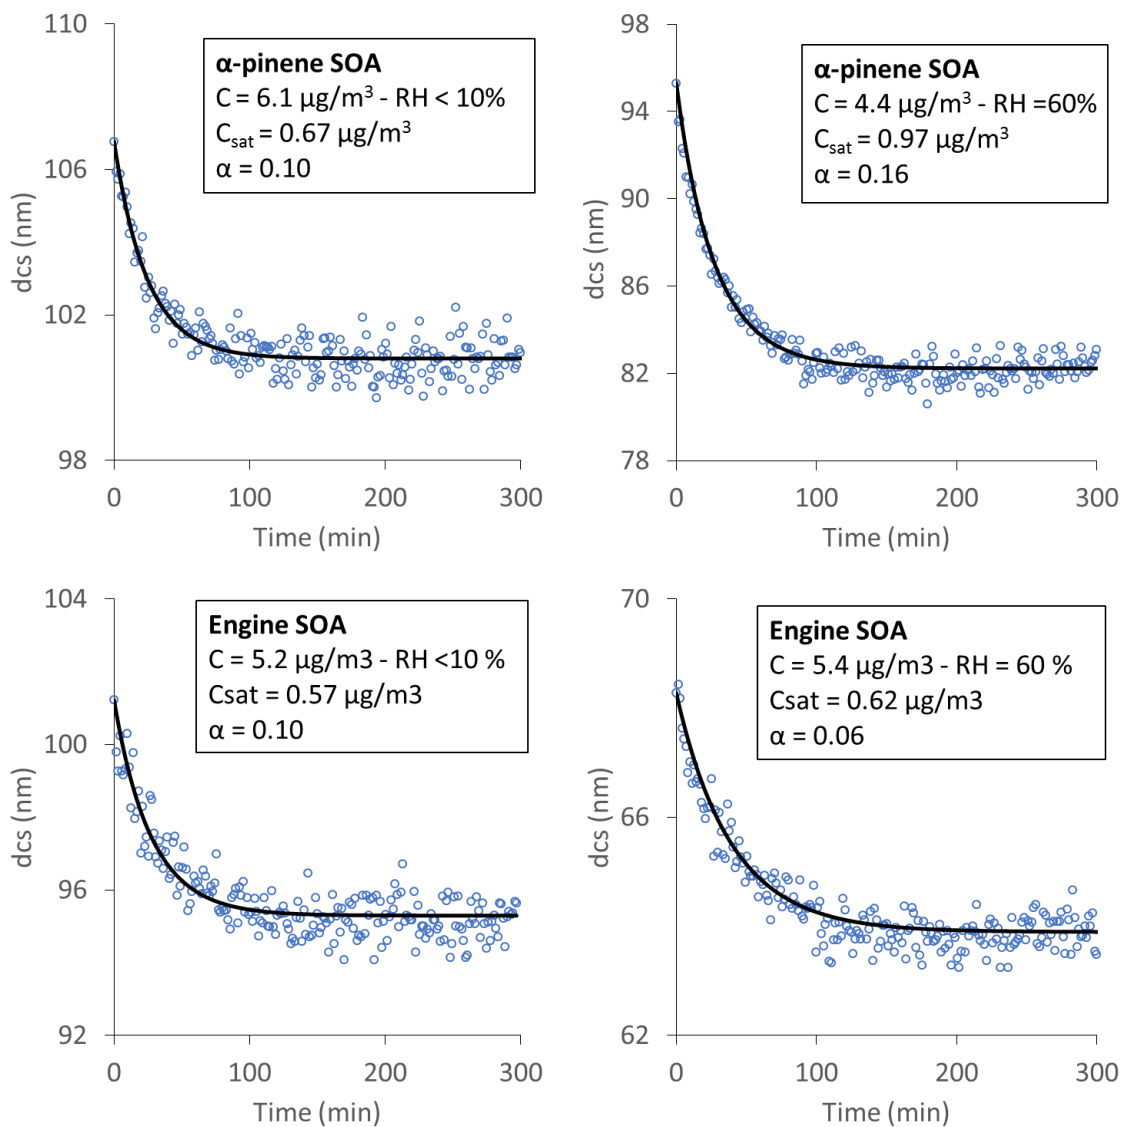 110
106
102
98
dcs (nm)
α-pinene SOA
C = 6.1 µg/m³ - RH < 10%
Csat = 0.67 µg/m³
α = 0.10
0 100 200 300
Time (min)
98
94
90
86
82
78
dcs (nm)
α-pinene SOA
C = 4.4 µg/m³ - RH =60%
Csat = 0.97 µg/m³
α = 0.16
0 100 200 300
Time (min)
104
100
96
92
dcs (nm)
Engine SOA
C = 5.2 µg/m3 - RH <10 %
Csat = 0.57 µg/m3
α = 0.10
0 100 200 300
Time (min)
70
66
62
dcs (nm)
Engine SOA
C = 5.4 µg/m3 - RH = 60 %
Csat = 0.62 µg/m3
α = 0.06
0 100 200 300
Time (min)